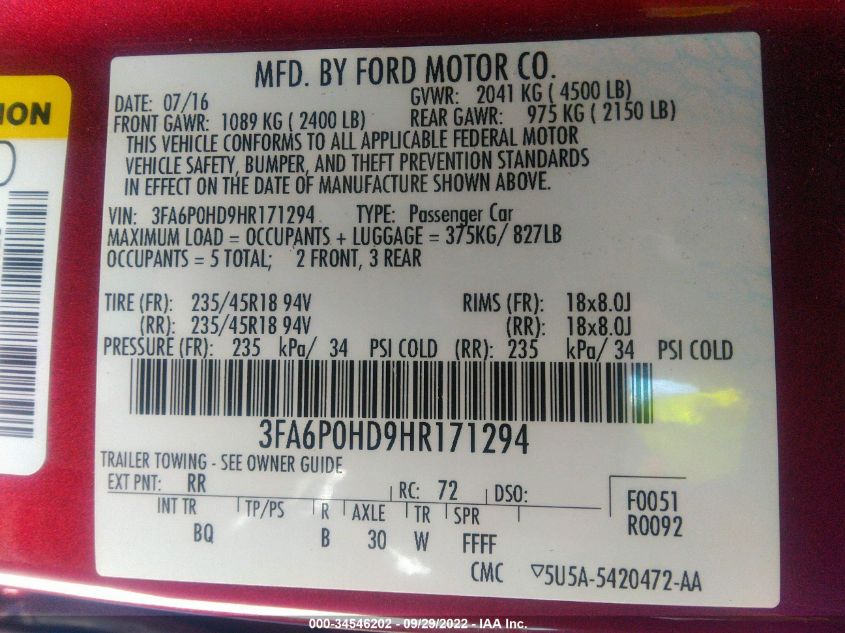 MFD. BY FORD MOTOR CO.
DATE: 07/16 GVWR: 2041 KG ( 4500 LB)
FRONT GAWR: 1089 KG ( 2400 LB) REAR GAWR: 975 KG ( 2150 LB)
THIS VEHICLE CONFORMS TO ALL APPLICABLE FEDERAL MOTOR
VEHICLE SAFETY, BUMPER, AND THEFT PREVENTION STANDARDS
IN EFFECT ON THE DATE OF MANUFACTURE SHOWN ABOVE.
VIN: 3FA6P0HD9HR171294 TYPE: Passenger Car
MAXIMUM LOAD = OCCUPANTS + LUGGAGE = 375KG/ 827LB
OCCUPANTS = 5 TOTAL; 2 FRONT, 3 REAR
TIRE (FR): 235/45R18 94V RIMS (FR): 18x8.0J
(RR): 235/45R18 94V (RR): 18x8.0J
PRESSURE (FR): 235 kPa/ 34 PSI COLD (RR): 235 kPa/ 34 PSI COLD
3FA6P0HD9HR171294
TRAILER TOWING - SEE OWNER GUIDE
EXT PNT: RR RC: 72 DSO: F0051
INT TR TP/PS R AXLE TR SPR R0092
BQ B 30 W FFFF
CMC ▽5U5A-5420472-AA
000-34546202 - 09/29/2022 - IAA Inc.